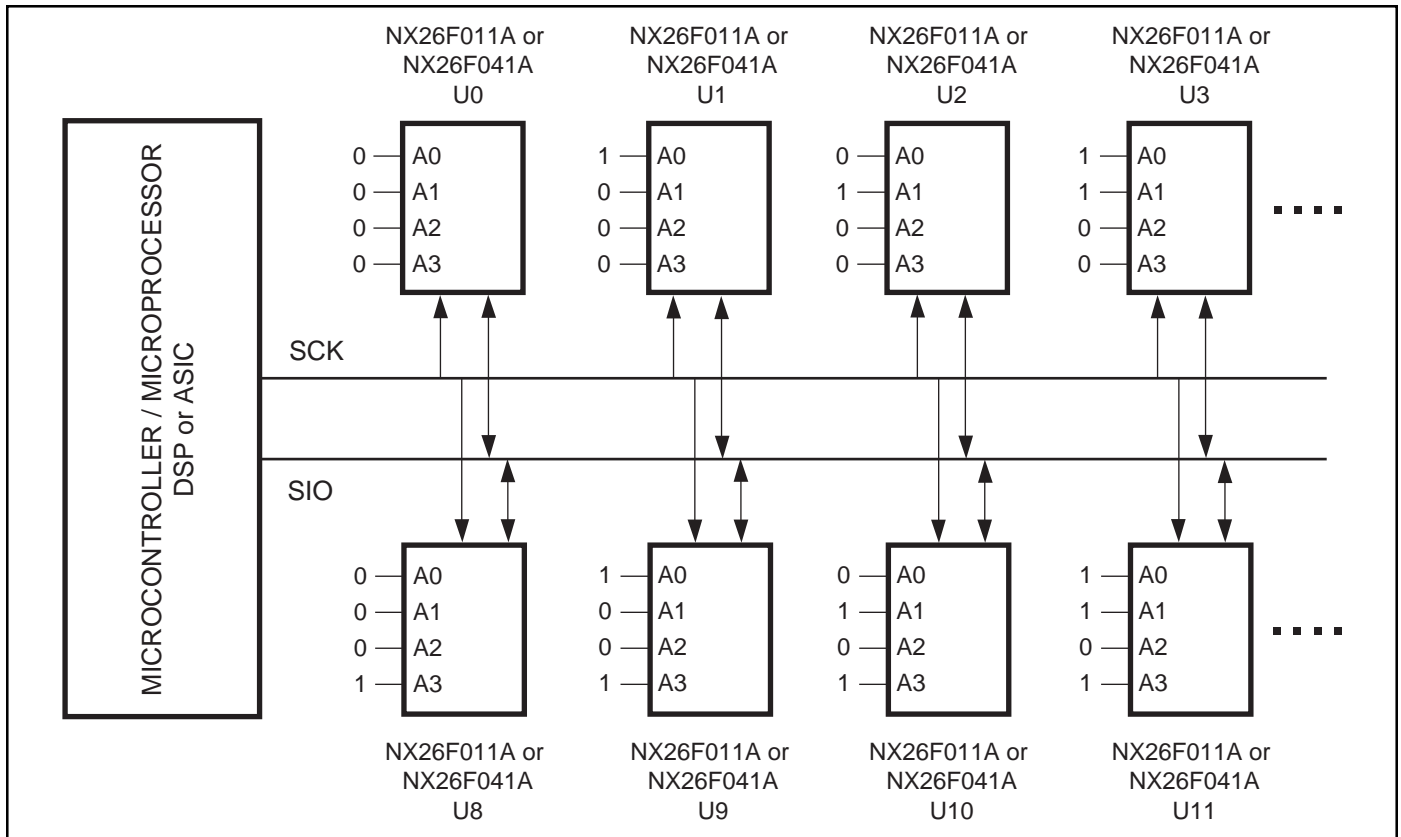 NX26F011A or
NX26F041A
U0
NX26F011A or
NX26F041A
U1
NX26F011A or
NX26F041A
U2
NX26F011A or
NX26F041A
U3
MICROCONTROLLER / MICROPROCESSOR
DSP or ASIC
0 A0
0 A1
0 A2
0 A3
1 A0
0 A1
0 A2
0 A3
0 A0
1 A1
0 A2
0 A3
1 A0
1 A1
0 A2
0 A3
SCK
SIO
0 A0
0 A1
0 A2
1 A3
1 A0
0 A1
0 A2
1 A3
0 A0
1 A1
0 A2
1 A3
1 A0
1 A1
0 A2
1 A3
NX26F011A or
NX26F041A
U8
NX26F011A or
NX26F041A
U9
NX26F011A or
NX26F041A
U10
NX26F011A or
NX26F041A
U11